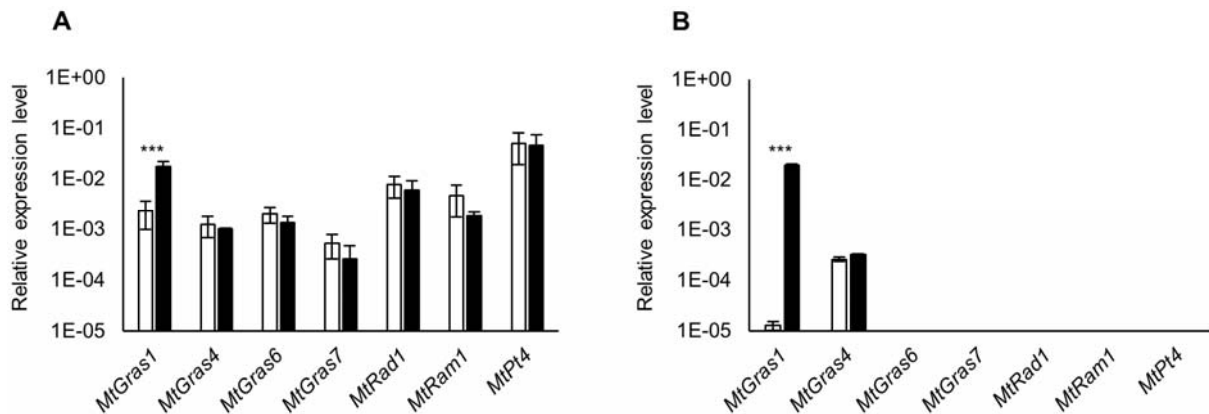 A
Relative expression level
1E+00
1E-01
1E-02
1E-03
1E-04
1E-05
***
MtGras1
MtGras4
MtGras6
MtGras7
MtRad1
MtRam1
MtPt4
B
Relative expression level
1E+00
1E-01
1E-02
1E-03
1E-04
1E-05
***
MtGras1
MtGras4
MtGras6
MtGras7
MtRad1
MtRam1
MtPt4